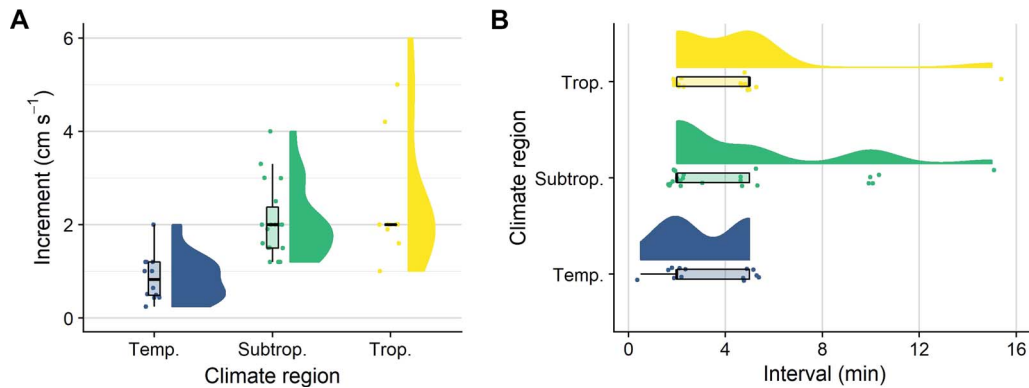 A
Increment (cm s⁻¹)
6
4
2
0
Temp.
Subtrop.
Trop.
Climate region
B
Climate region
Trop.
Subtrop.
Temp.
0
4
8
12
16
Interval (min)